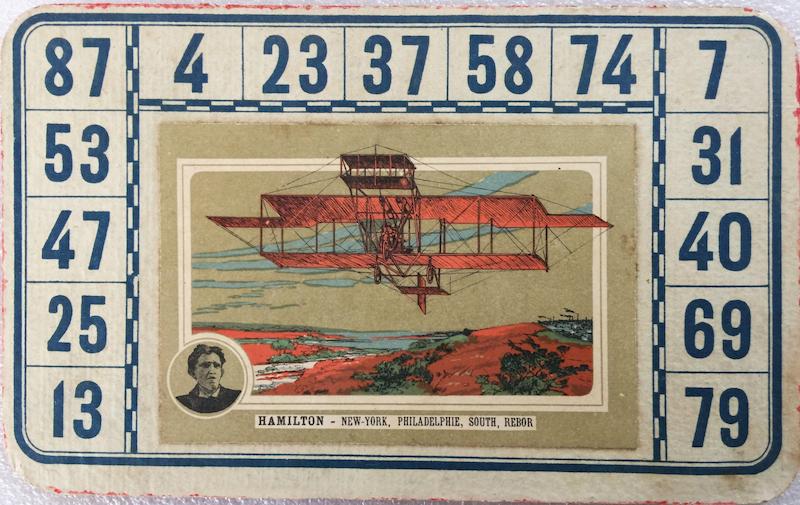 87 4 23 37 58 74 7
53 31
47 40
25 69
13 79
HAMILTON - NEW-YORK, PHILADELPHIE, SOUTH, REBOR